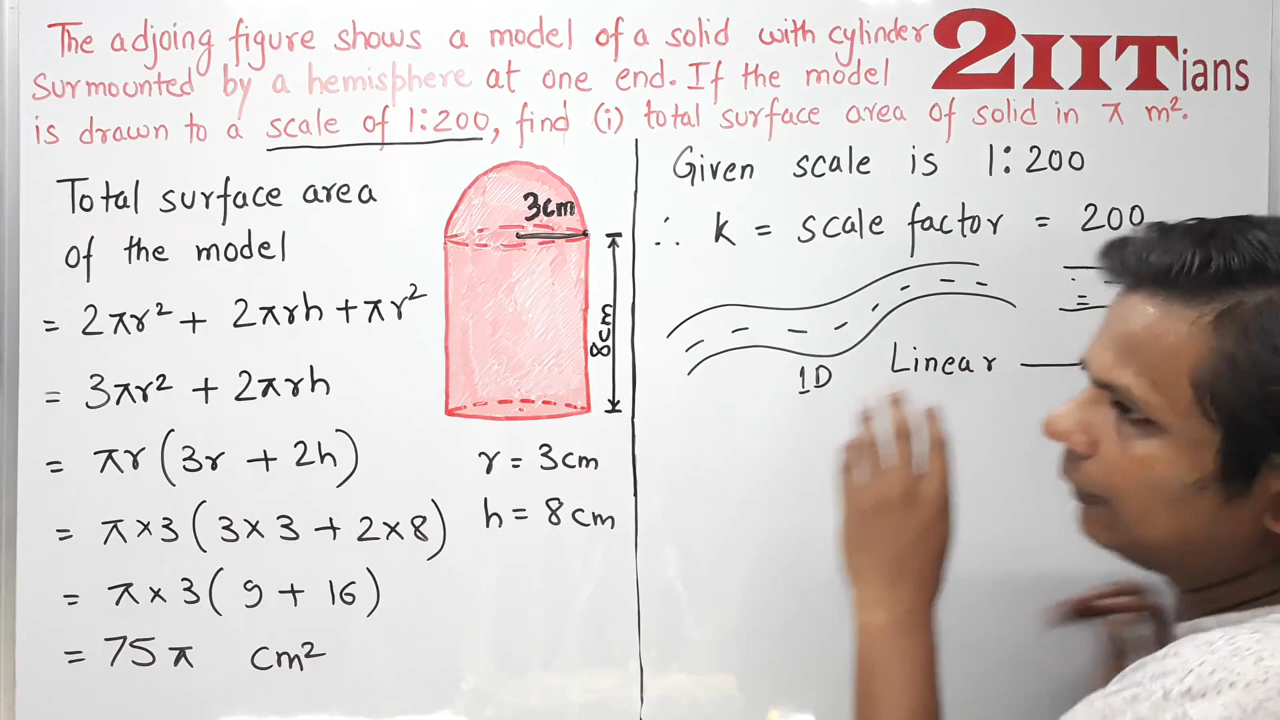 The adjoing figure shows a model of a solid with cylinder
surmounted by a hemisphere at one end. If the model
is drawn to a scale of 1:200, find (i) total surface area of solid in π m².
2IITians
Total surface area
of the model
= 2πr² + 2πrh + πr²
= 3πr² + 2πrh
= πr (3r + 2h)
= π × 3 (3 × 3 + 2 × 8)
= π × 3 ( 9 + 16)
= 75 π cm²
3cm
8cm
r = 3cm
h = 8cm
Given scale is 1:200
∴ k = scale factor = 200
1D
Linear